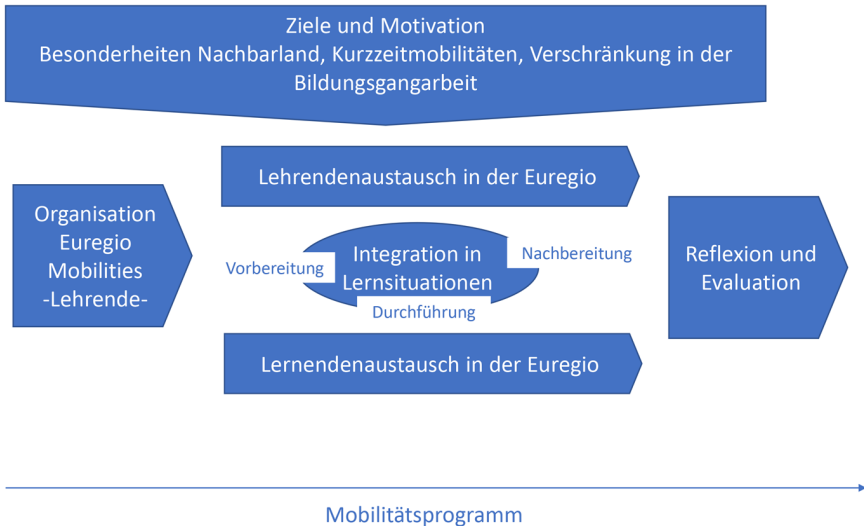 Ziele und Motivation
Besonderheiten Nachbarland, Kurzzeitmobilitäten, Verschränkung in der
Bildungsgangarbeit
Lehrendenaustausch in der Euregio
Organisation
Euregio
Mobilities
-Lehrende-
Vorbereitung
Integration in
Lernsituationen
Nachbereitung
Durchführung
Reflexion und
Evaluation
Lernendenaustausch in der Euregio
Mobilitätsprogramm